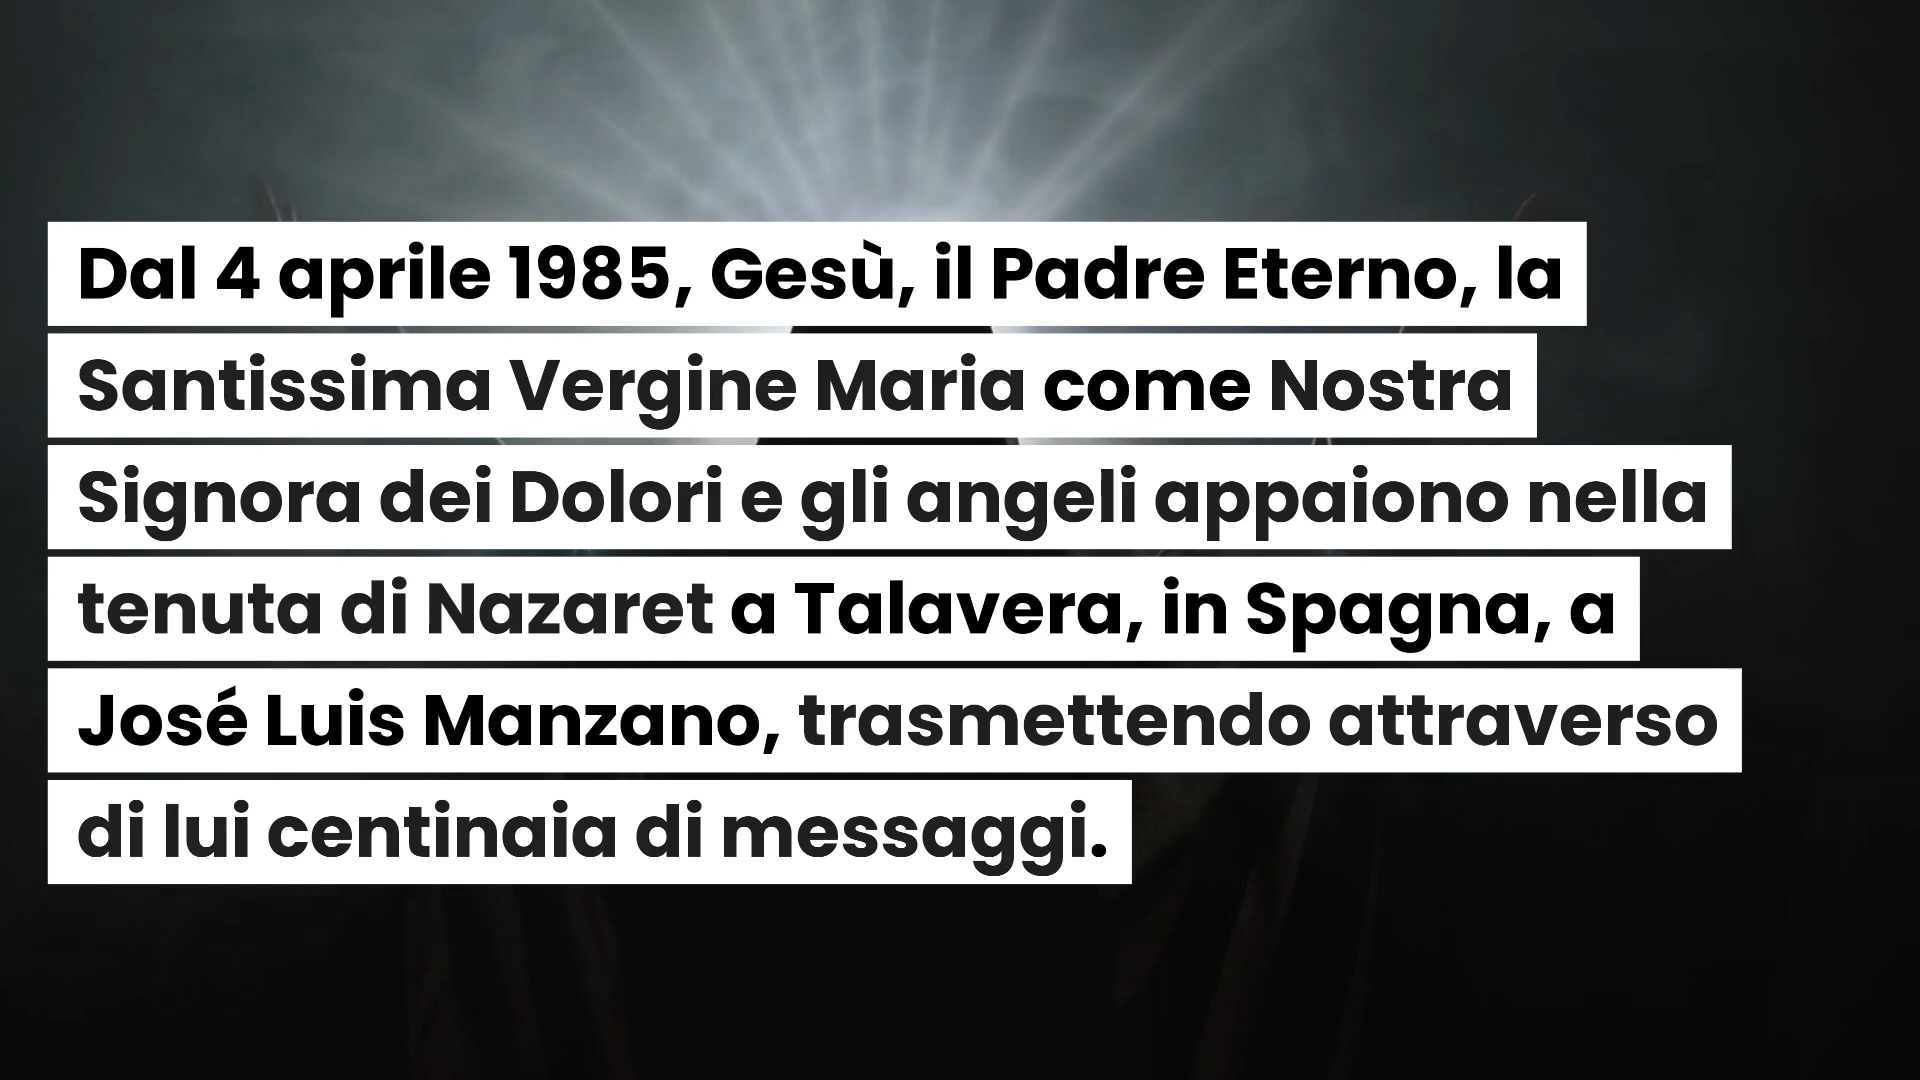 Dal 4 aprile 1985, Gesù, il Padre Eterno, la
Santissima Vergine Maria come Nostra
Signora dei Dolori e gli angeli appaiono nella
tenuta di Nazaret a Talavera, in Spagna, a
José Luis Manzano, trasmettendo attraverso
di lui centinaia di messaggi.